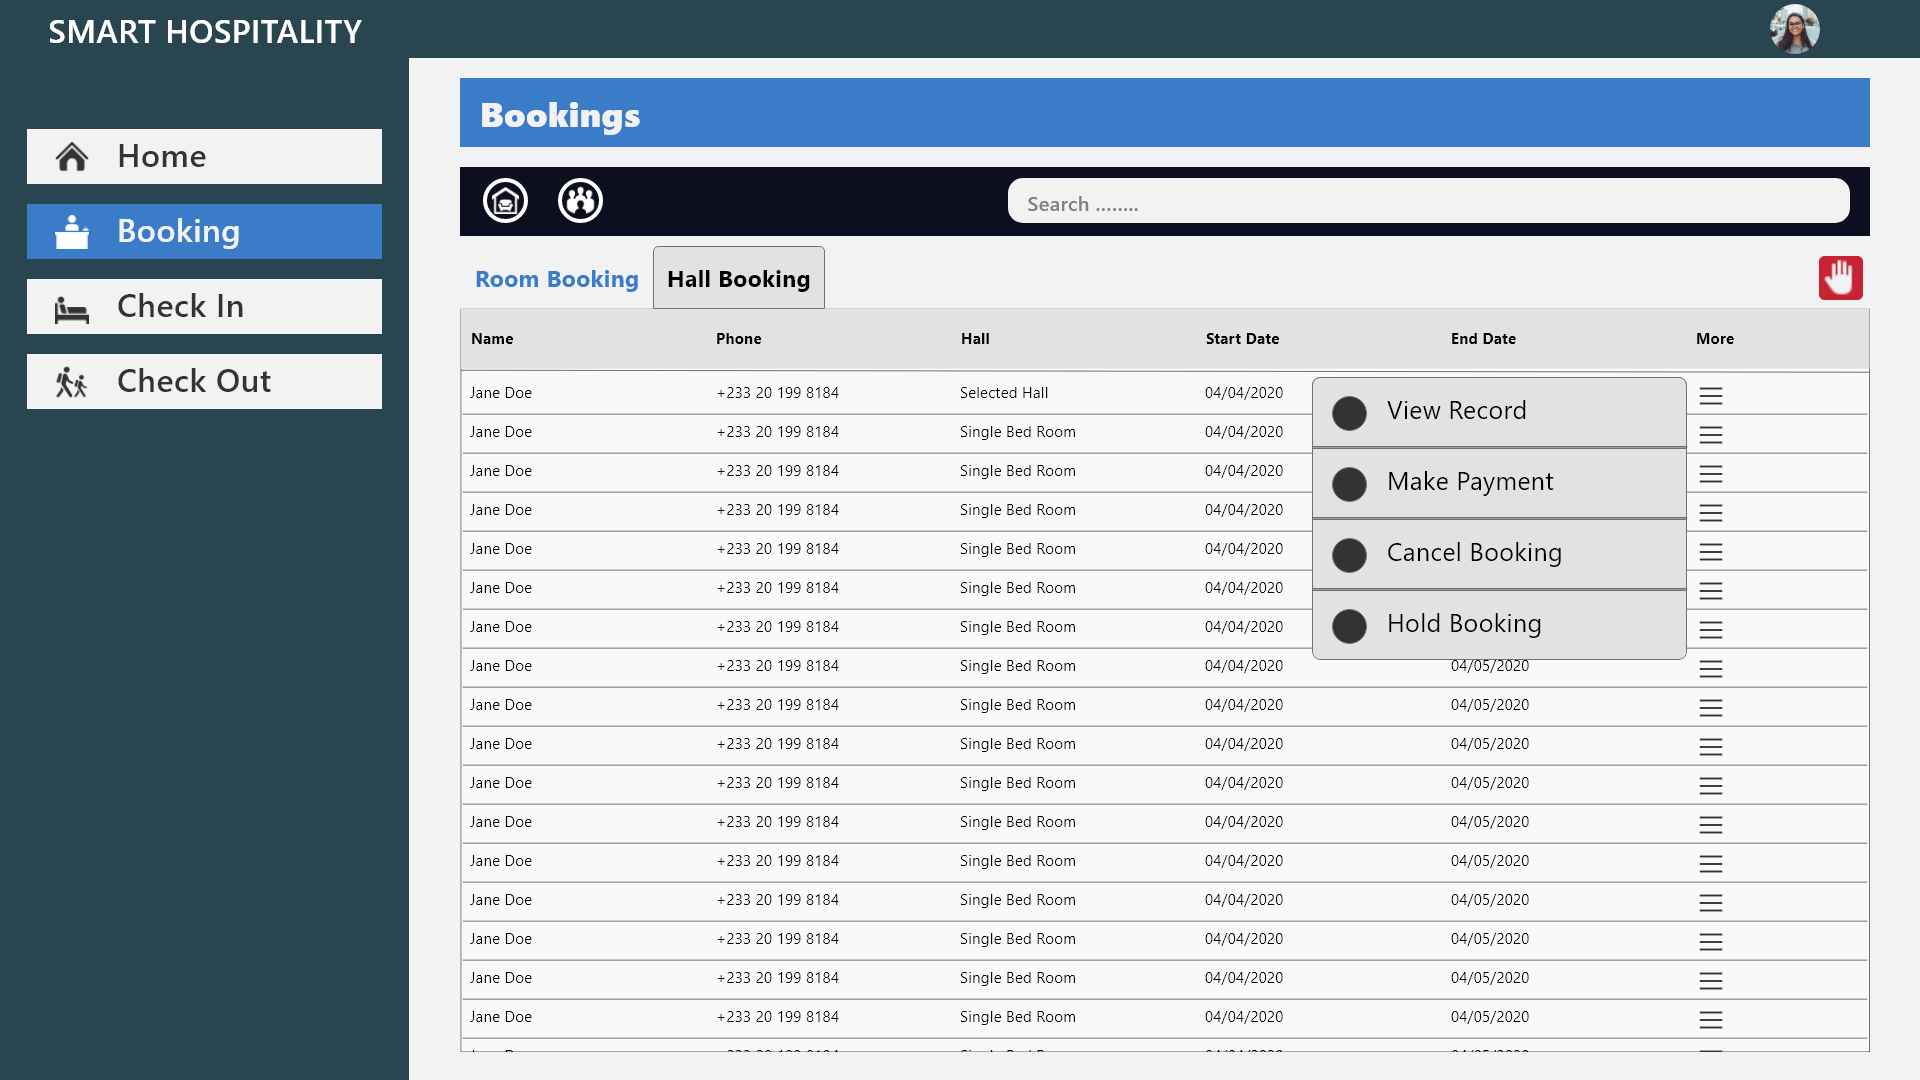 SMART HOSPITALITY
Home
Booking
Check In
Check Out
Bookings
Search ........
Room Booking
Hall Booking
Name Phone Hall Start Date End Date More
Jane Doe +233 20 199 8184 Selected Hall 04/04/2020
Jane Doe +233 20 199 8184 Single Bed Room 04/04/2020
Jane Doe +233 20 199 8184 Single Bed Room 04/04/2020
Jane Doe +233 20 199 8184 Single Bed Room 04/04/2020
Jane Doe +233 20 199 8184 Single Bed Room 04/04/2020
Jane Doe +233 20 199 8184 Single Bed Room 04/04/2020
Jane Doe +233 20 199 8184 Single Bed Room 04/04/2020
Jane Doe +233 20 199 8184 Single Bed Room 04/04/2020 04/05/2020
Jane Doe +233 20 199 8184 Single Bed Room 04/04/2020 04/05/2020
Jane Doe +233 20 199 8184 Single Bed Room 04/04/2020 04/05/2020
Jane Doe +233 20 199 8184 Single Bed Room 04/04/2020 04/05/2020
Jane Doe +233 20 199 8184 Single Bed Room 04/04/2020 04/05/2020
Jane Doe +233 20 199 8184 Single Bed Room 04/04/2020 04/05/2020
Jane Doe +233 20 199 8184 Single Bed Room 04/04/2020 04/05/2020
Jane Doe +233 20 199 8184 Single Bed Room 04/04/2020 04/05/2020
Jane Doe +233 20 199 8184 Single Bed Room 04/04/2020 04/05/2020
Jane Doe +233 20 199 8184 Single Bed Room 04/04/2020 04/05/2020
View Record
Make Payment
Cancel Booking
Hold Booking